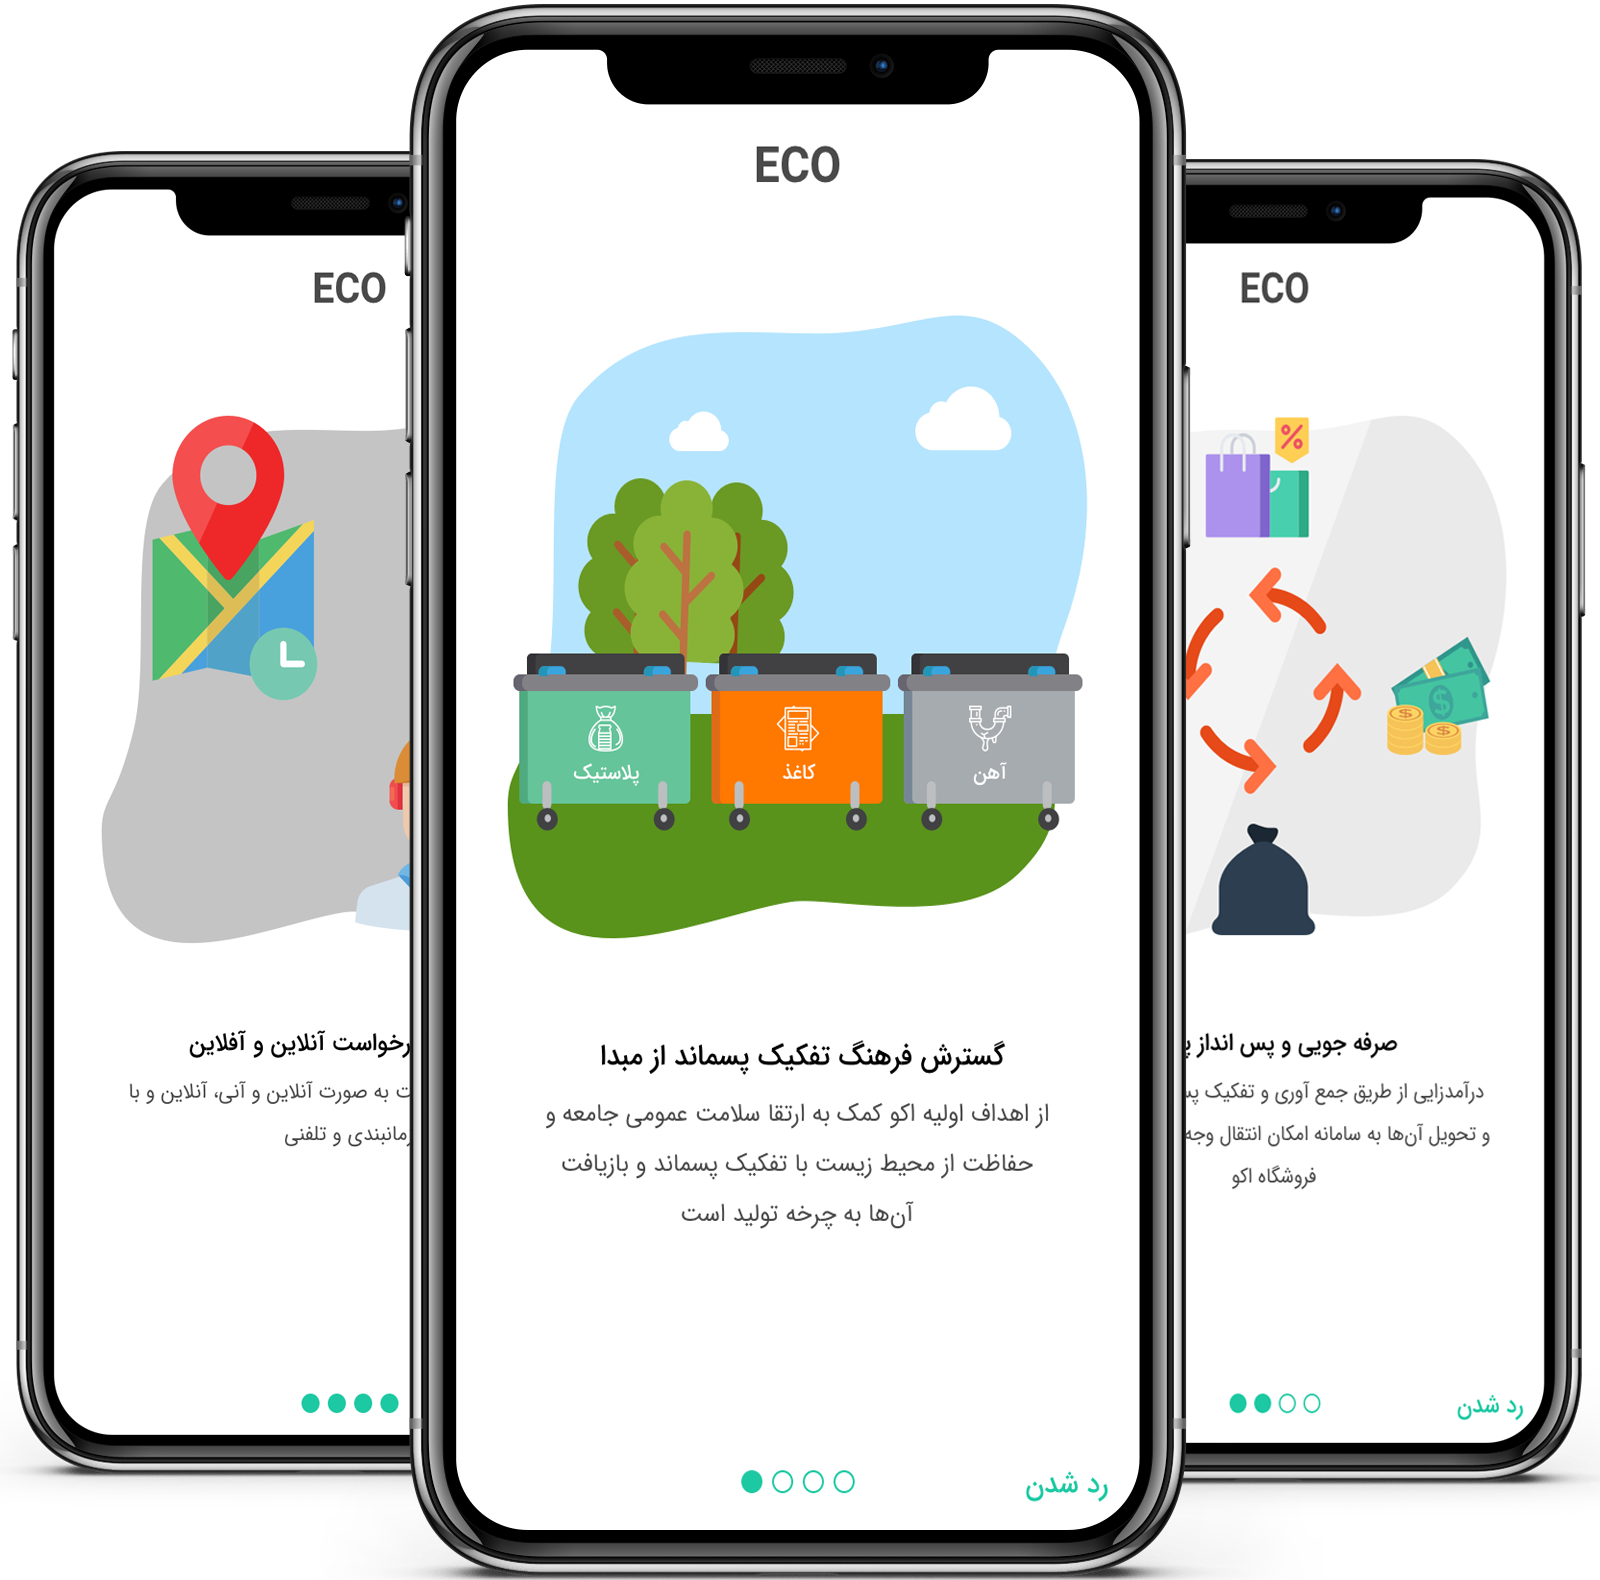 ECO
پلاستیک
کاغذ
آهن
گسترش فرهنگ تفکیک پسماند از مبدا
از اهداف اولیه اکو کمک به ارتقا سلامت عمومی جامعه و
حفاظت از محیط زیست با تفکیک پسماند و بازیافت
آن‌ها به چرخه تولید است
رد شدن
ECO
رخواست آنلاین و آفلاین
ت به صورت آنلاین و آنی، آنلاین و با
زمانبندی و تلفنی
ECO
%
$
$
$
صرفه جویی و پس انداز
درآمدزایی از طریق جمع آوری و تفکیک
و تحویل آن‌ها به سامانه امکان انتقال وجه
فروشگاه اکو
رد شدن